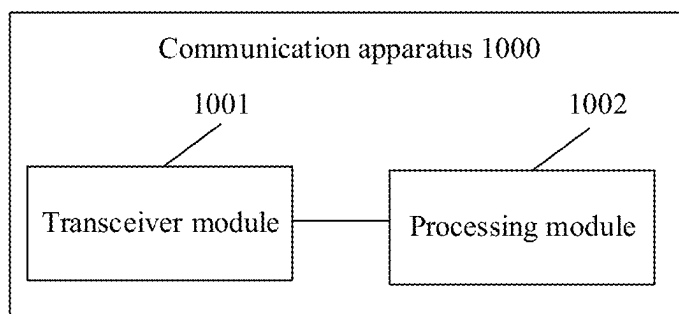 Communication apparatus 1000
1001
1002
Transceiver module
Processing module